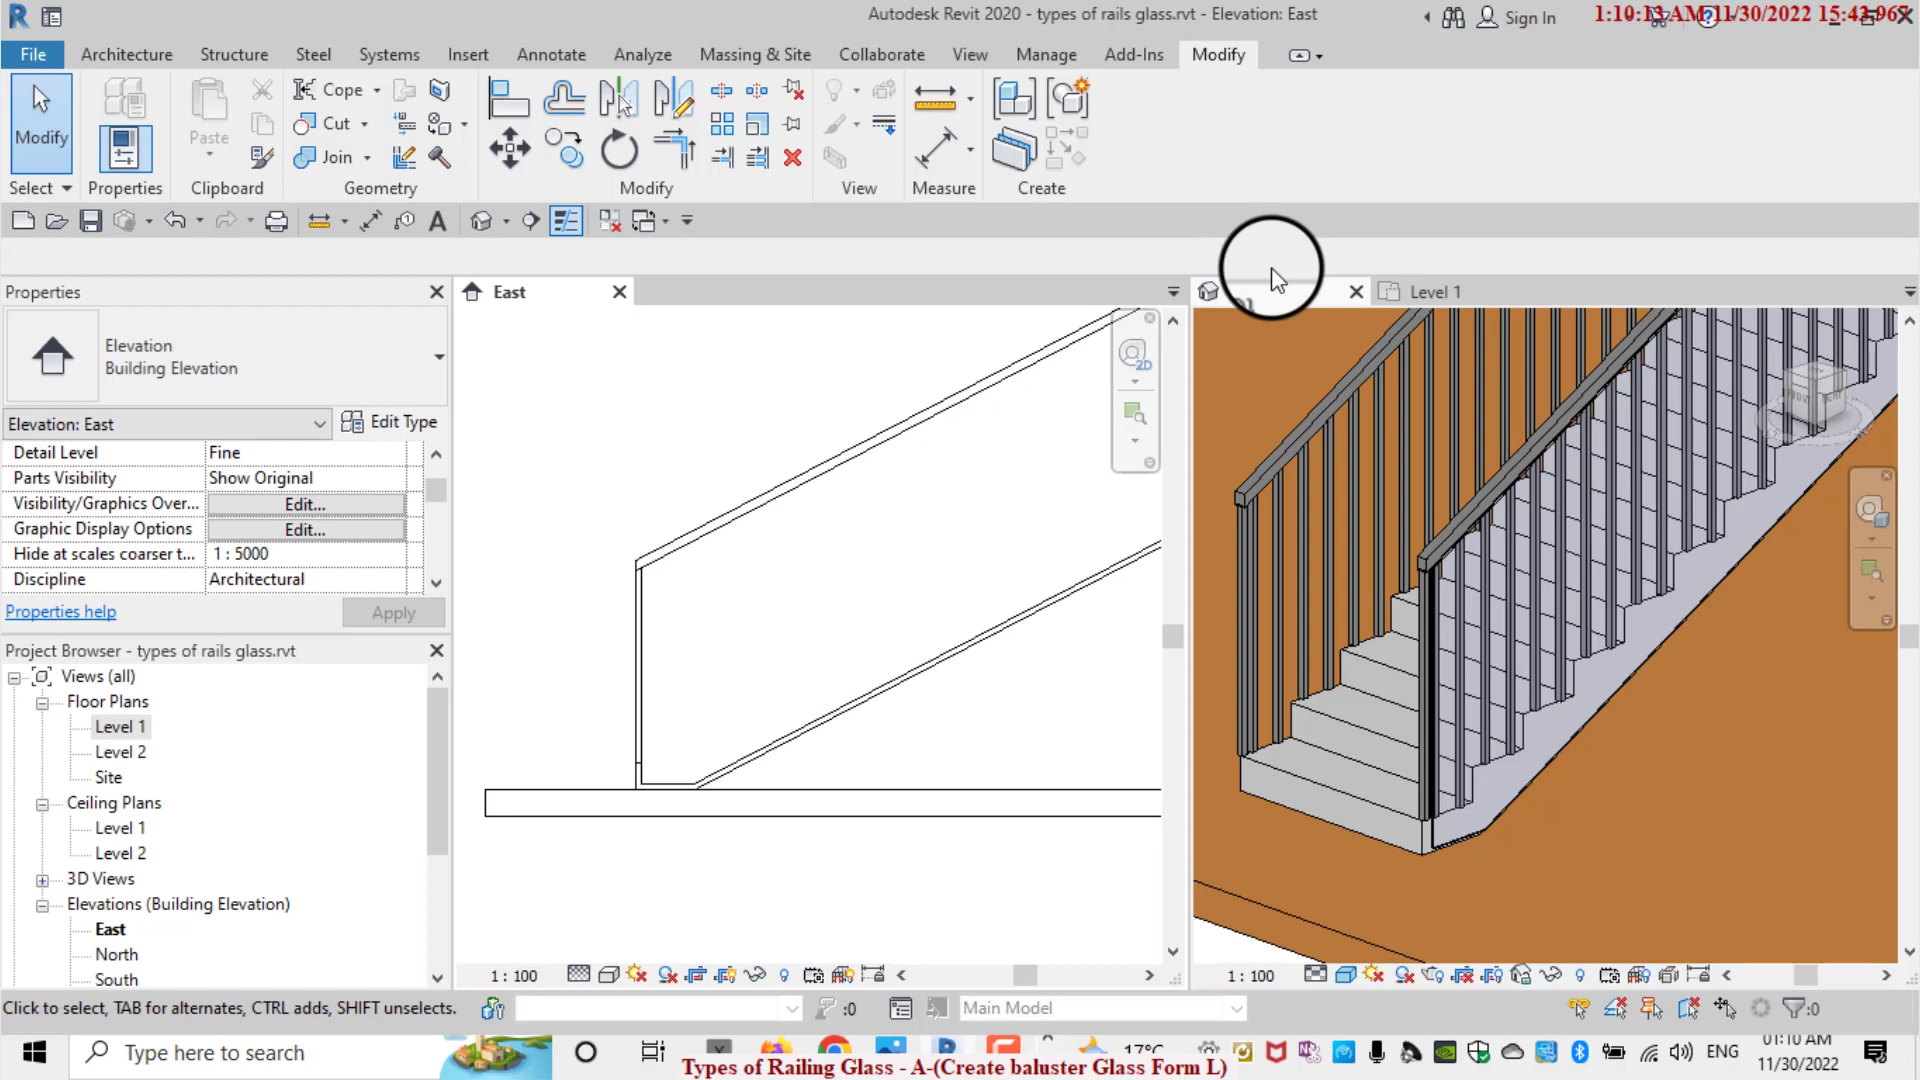 Autodesk Revit 2020 - types of rails glass.rvt - Elevation: East
Sign In
File
Architecture
Structure
Steel
Systems
Insert
Annotate
Analyze
Massing & Site
Collaborate
View
Manage
Add-Ins
Modify
Modify
Paste
Cope
Cut
Join
Select
Properties
Clipboard
Geometry
Modify
View
Measure
Create
Properties
East
Level 1
Elevation
Building Elevation
Elevation: East
Edit Type
Detail Level Fine
Parts Visibility Show Original
Visibility/Graphics Over... Edit...
Graphic Display Options Edit...
Hide at scales coarser t... 1 : 5000
Discipline Architectural
Properties help
Apply
Project Browser - types of rails glass.rvt
Views (all)
Floor Plans
Level 1
Level 2
Site
Ceiling Plans
Level 1
Level 2
3D Views
Elevations (Building Elevation)
East
North
South
2D
1 : 100
1 : 100
Click to select, TAB for alternates, CTRL adds, SHIFT unselects.
:0
Main Model
:0
Type here to search
17°C
ENG
01:10 AM
11/30/2022
Types of Railing Glass - A-(Create baluster Glass Form L)